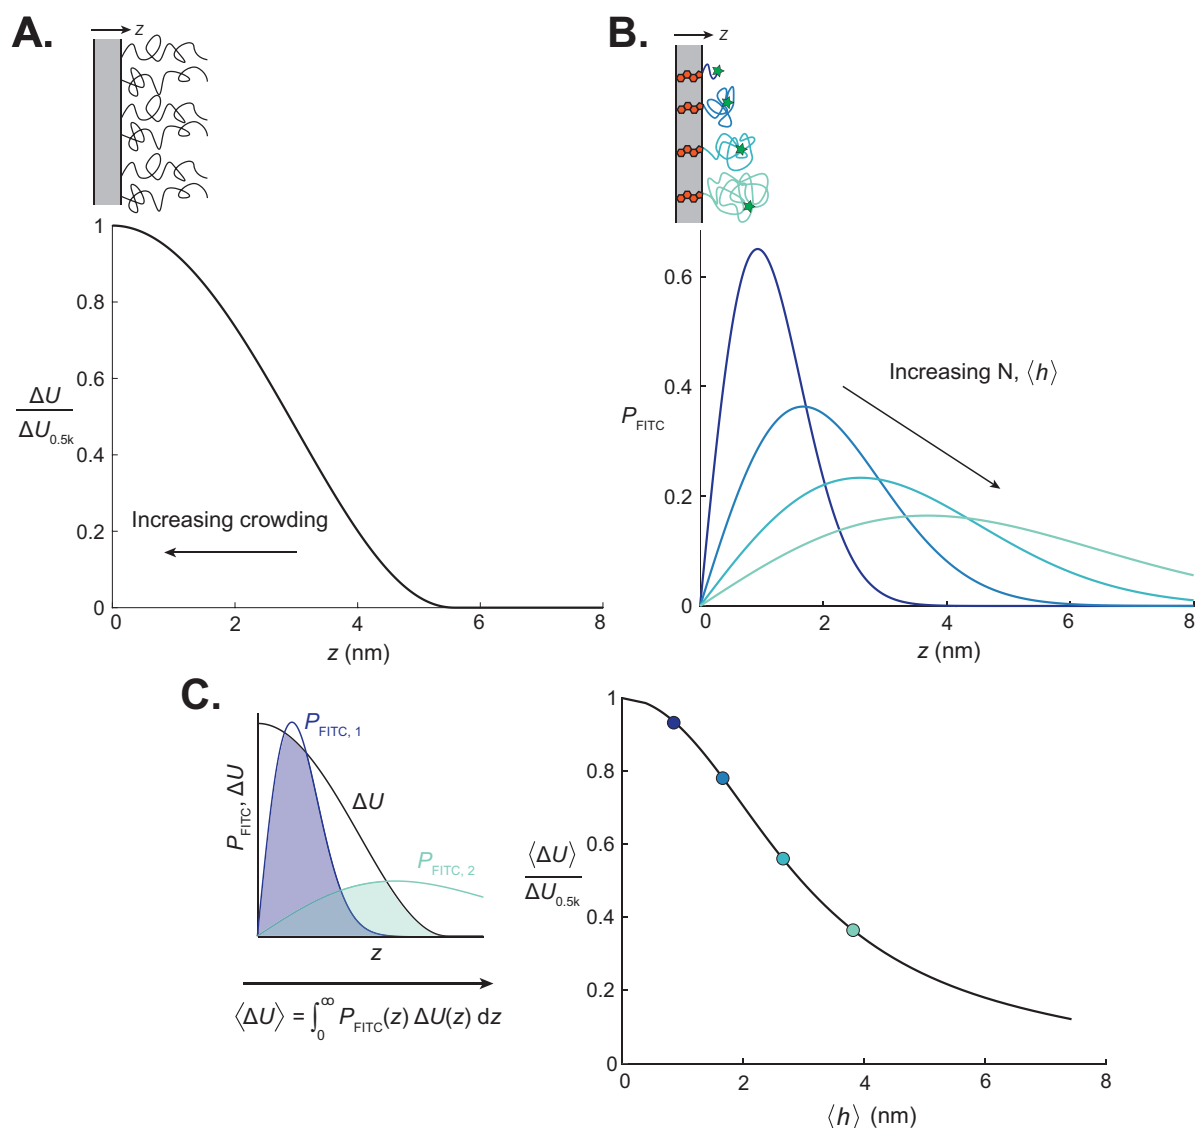 A.
z
1
0.8
0.6
0.4
0.2
0
ΔU
ΔU0.5k
Increasing crowding
0 2 4 6 8
z (nm)
B.
z
0.6
0.4
0.2
0
PFITC
Increasing N, ⟨h⟩
0 2 4 6 8
z (nm)
C.
PFITC, ΔU
PFITC, 1
ΔU
PFITC, 2
z
⟨ΔU⟩ = ∫0∞ PFITC(z) ΔU(z) dz
1
0.8
0.6
0.4
0.2
0
⟨ΔU⟩
ΔU0.5k
0 2 4 6 8
⟨h⟩ (nm)